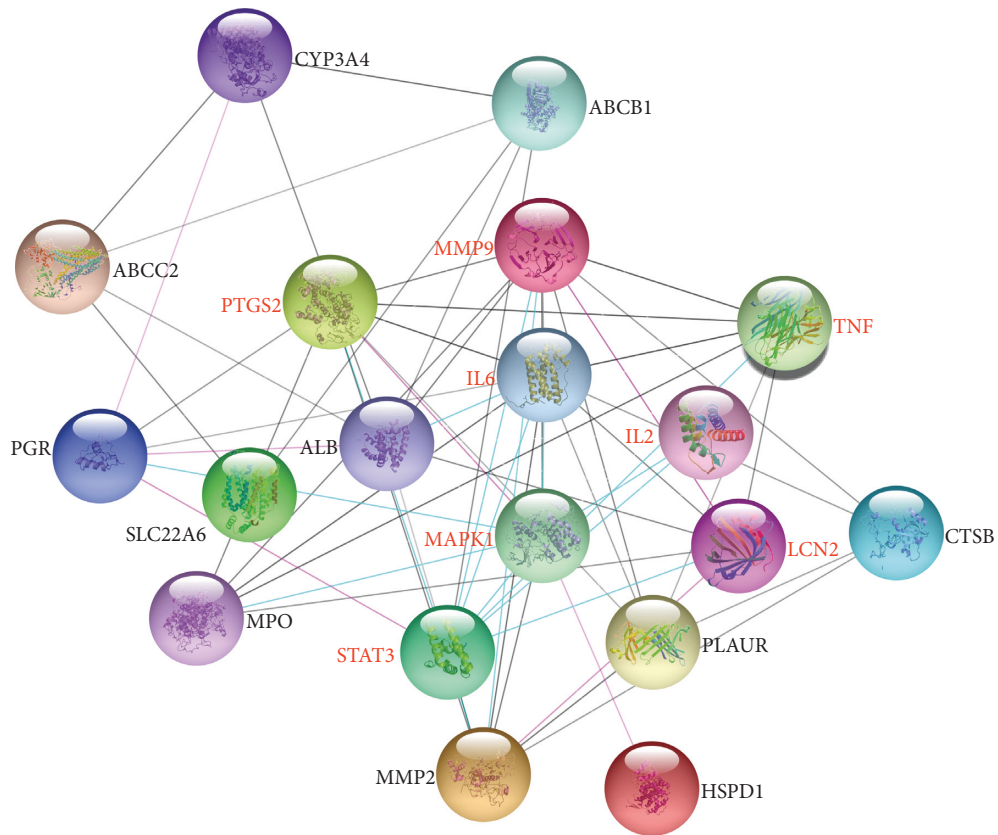 CYP3A4
ABCB1
MMP9
ABCC2
PTGS2
TNF
IL6
IL2
PGR
ALB
SLC22A6
MAPK1
LCN2
CTSB
MPO
STAT3
PLAUR
MMP2
HSPD1